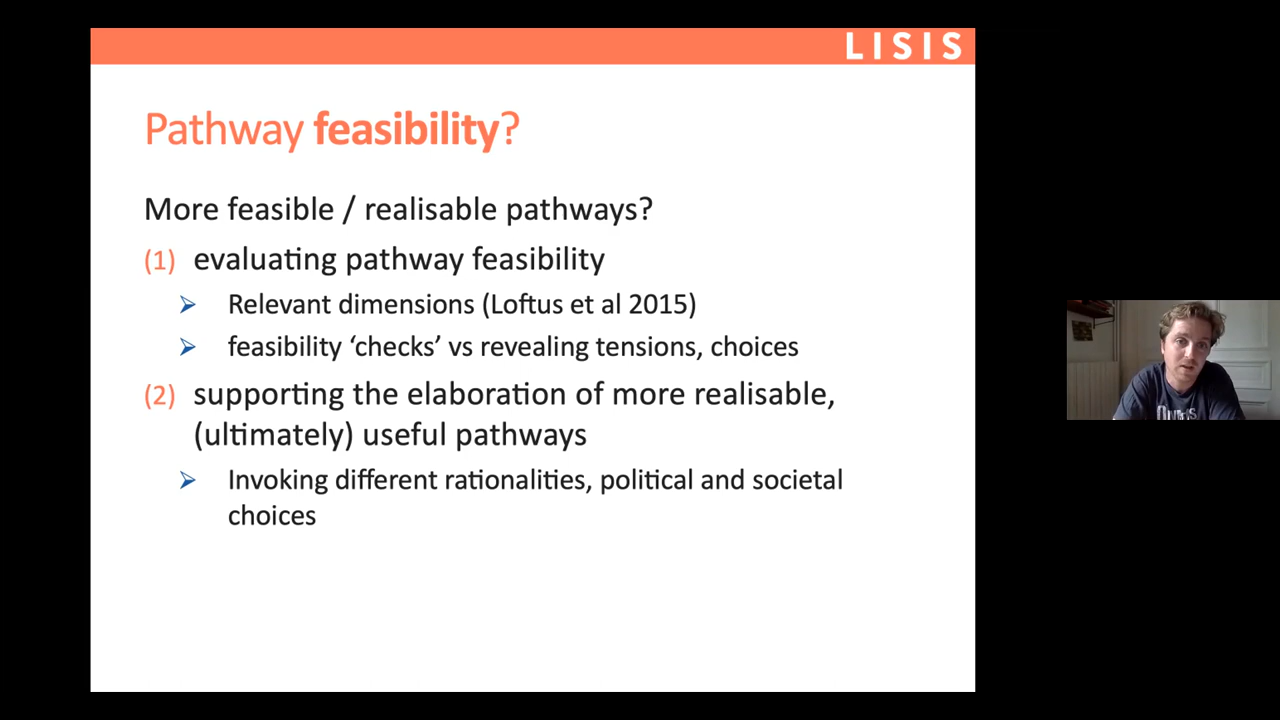 LISIS
Pathway feasibility?
More feasible / realisable pathways?
(1) evaluating pathway feasibility
➢ Relevant dimensions (Loftus et al 2015)
➢ feasibility ‘checks’ vs revealing tensions, choices
(2) supporting the elaboration of more realisable,
(ultimately) useful pathways
➢ Invoking different rationalities, political and societal
choices